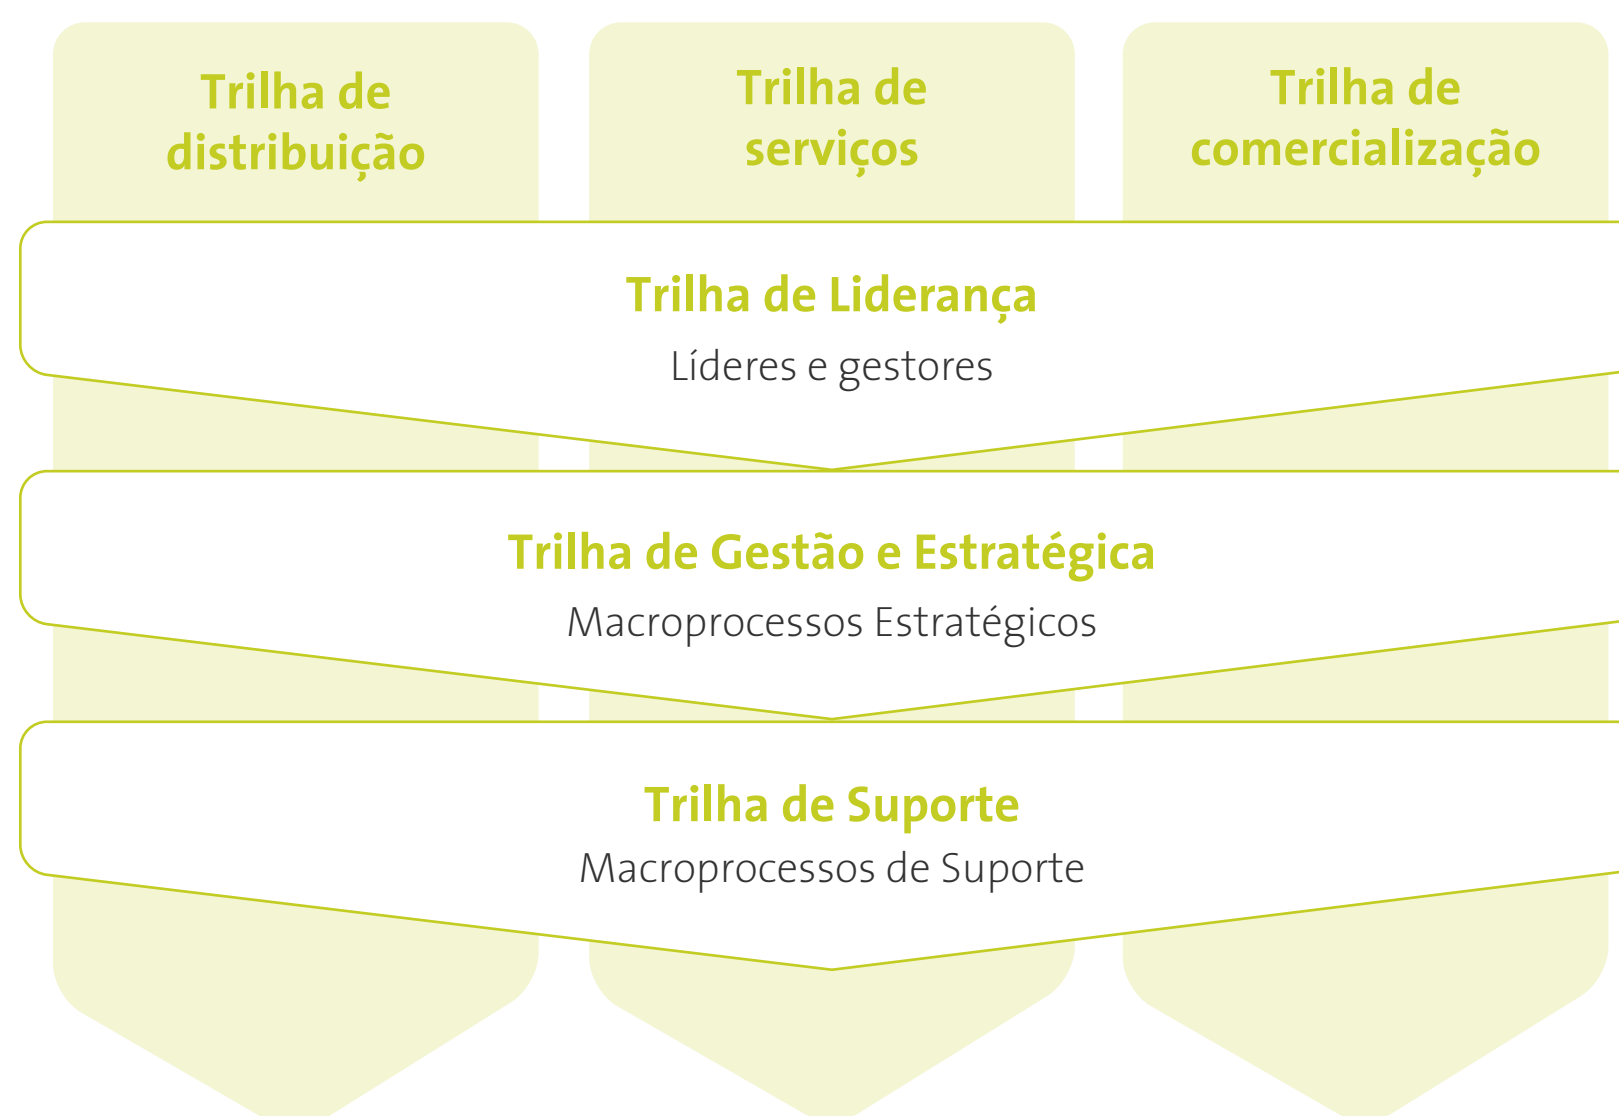 Trilha de
distribuição
Trilha de
serviços
Trilha de
comercialização
Trilha de Liderança
Líderes e gestores
Trilha de Gestão e Estratégica
Macroprocessos Estratégicos
Trilha de Suporte
Macroprocessos de Suporte